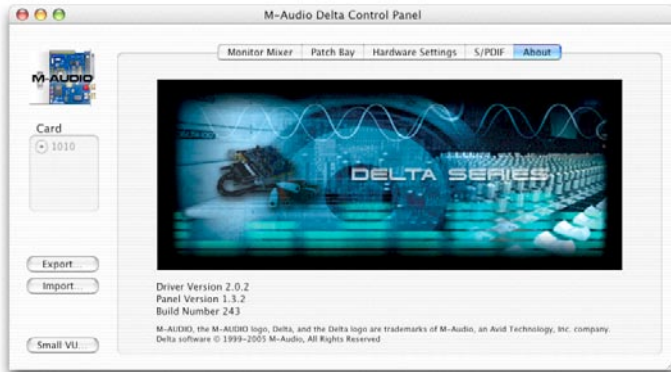 M-Audio Delta Control Panel
Monitor Mixer Patch Bay Hardware Settings S/PDIF About
M-AUDIO
Card
1010
DELTA SERIES
Export...
Import...
Small VU...
Driver Version 2.0.2
Panel Version 1.3.2
Build Number 243
M-AUDIO, the M-AUDIO logo, Delta, and the Delta logo are trademarks of M-Audio, an Avid Technology, Inc. company.
Delta software © 1999-2005 M-Audio, All Rights Reserved